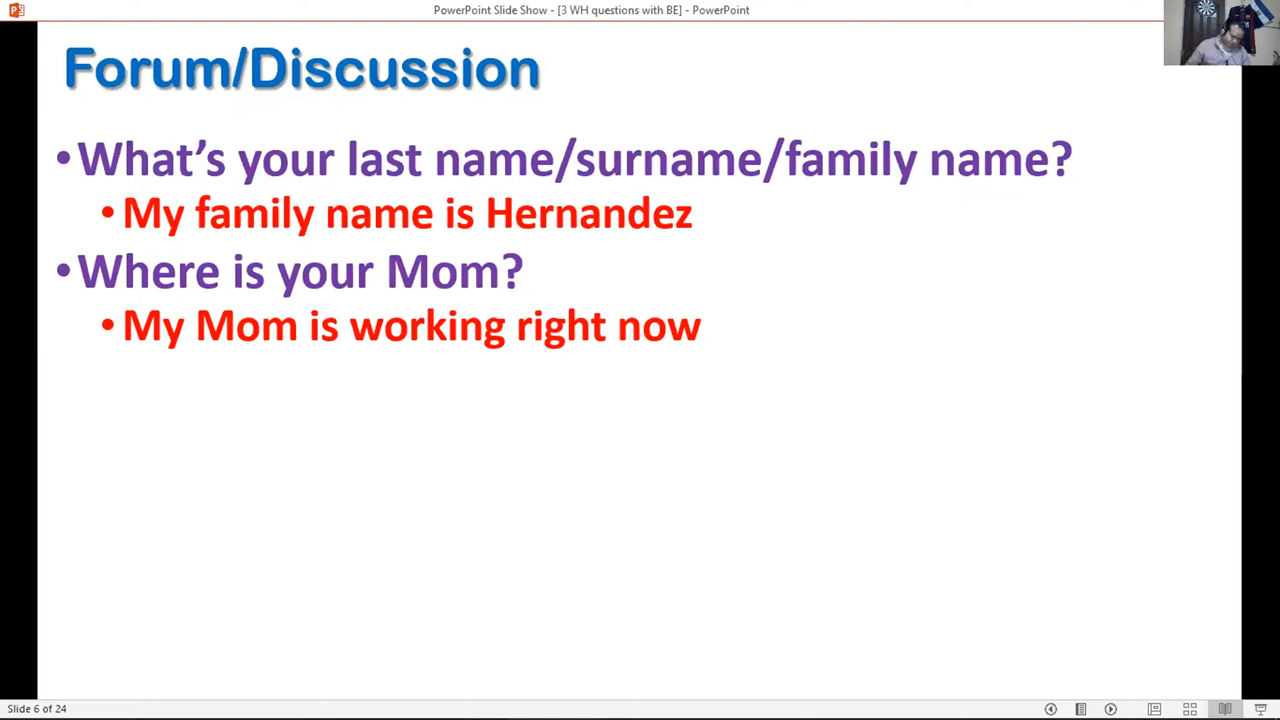 PowerPoint Slide Show - [3 WH questions with BE] - PowerPoint
Forum/Discussion
•What's your last name/surname/family name?
•My family name is Hernandez
•Where is your Mom?
•My Mom is working right now
Slide 6 of 24